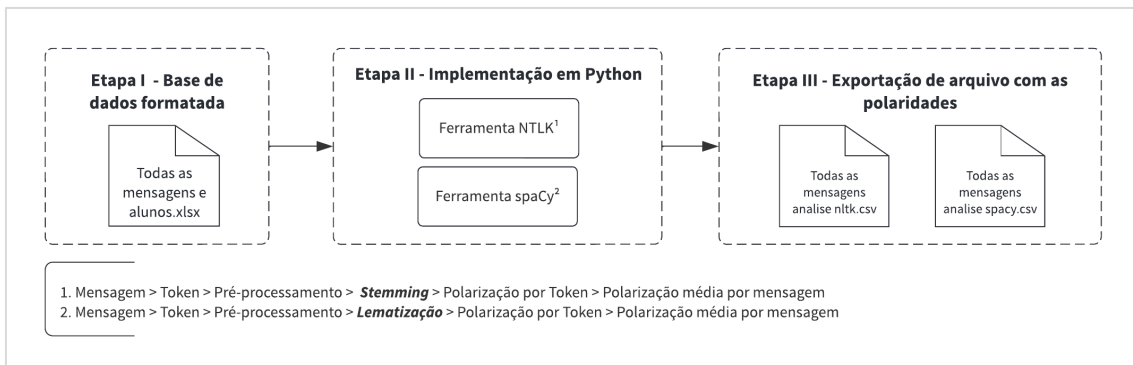 Etapa I - Base de
dados formatada
Todas as
mensagens e
alunos.xlsx
Etapa II - Implementação em Python
Ferramenta NTLK¹
Ferramenta spaCy²
Etapa III - Exportação de arquivo com as
polaridades
Todas as
mensagens
analise nltk.csv
Todas as
mensagens
analise spacy.csv
1. Mensagem > Token > Pré-processamento > Stemming > Polarização por Token > Polarização média por mensagem
2. Mensagem > Token > Pré-processamento > Lematização > Polarização por Token > Polarização média por mensagem